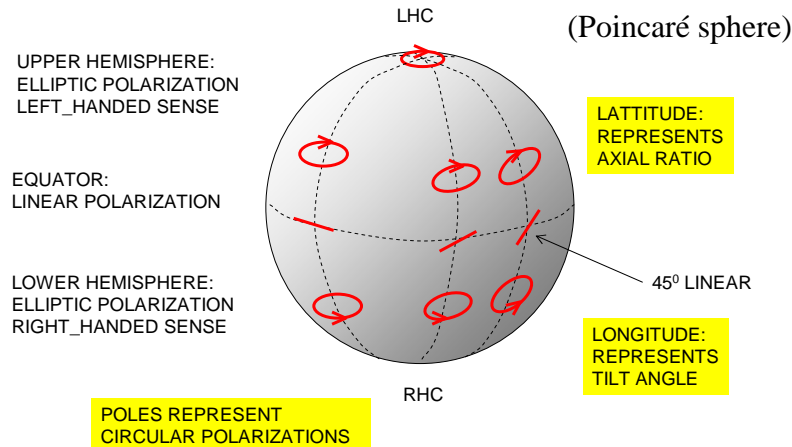 LHC
(Poincaré sphere)
UPPER HEMISPHERE:
ELLIPTIC POLARIZATION
LEFT_HANDED SENSE
LATTITUDE:
REPRESENTS
AXIAL RATIO
EQUATOR:
LINEAR POLARIZATION
LOWER HEMISPHERE:
ELLIPTIC POLARIZATION
RIGHT_HANDED SENSE
45⁰ LINEAR
LONGITUDE:
REPRESENTS
TILT ANGLE
RHC
POLES REPRESENT
CIRCULAR POLARIZATIONS